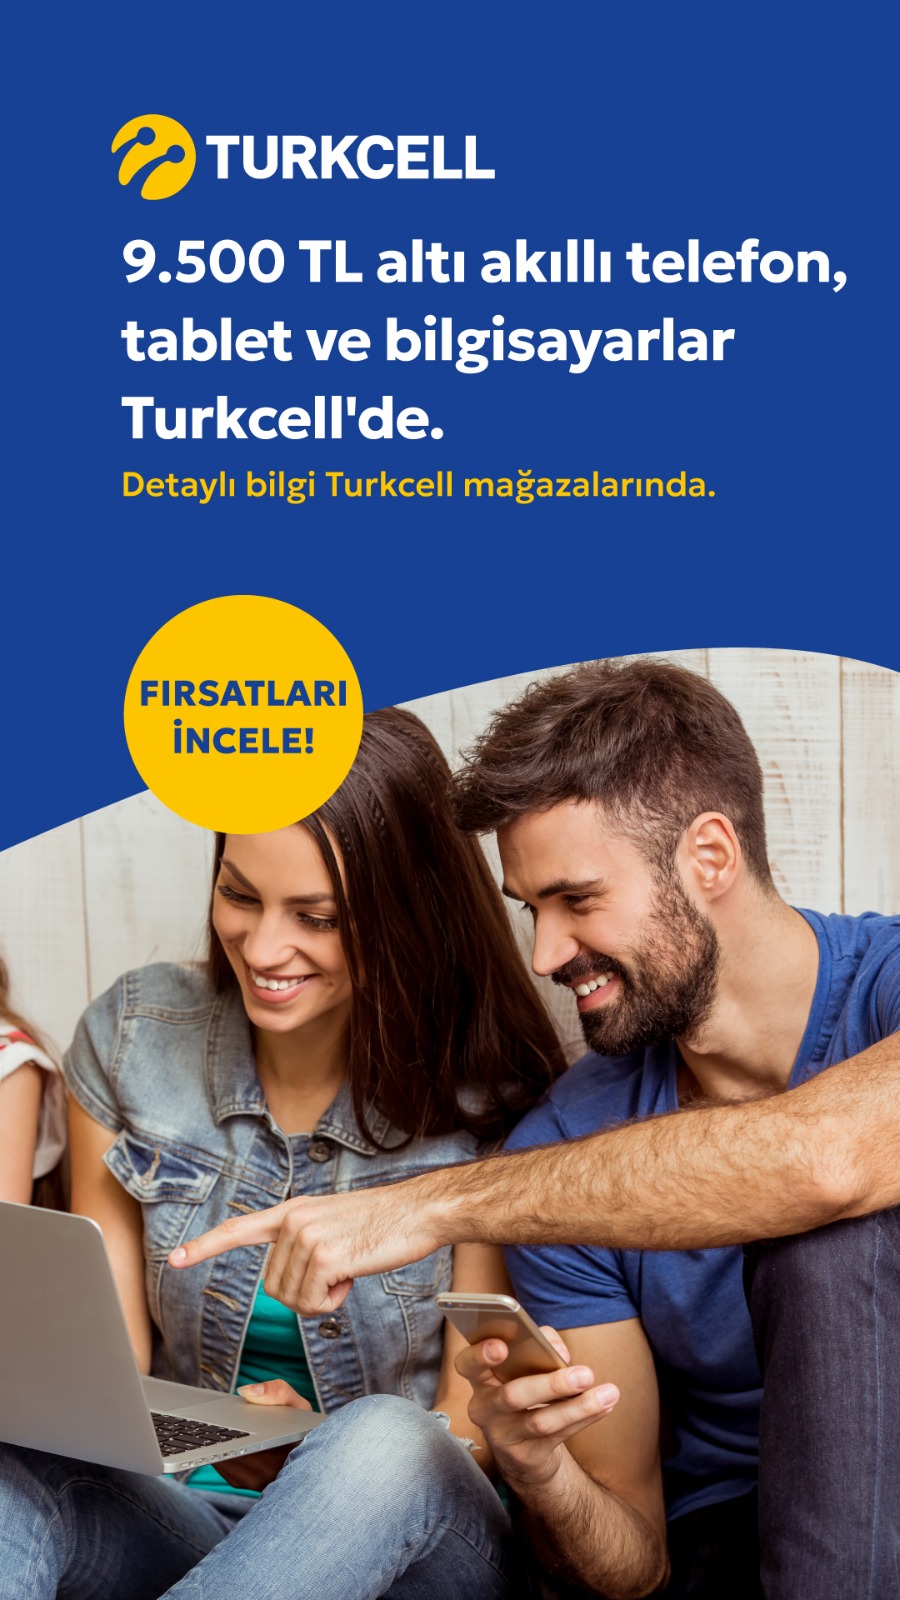 TURKCELL
9.500 TL altı akıllı telefon,
tablet ve bilgisayarlar
Turkcell'de.
Detaylı bilgi Turkcell mağazalarında.
FIRSATLARI
İNCELE!